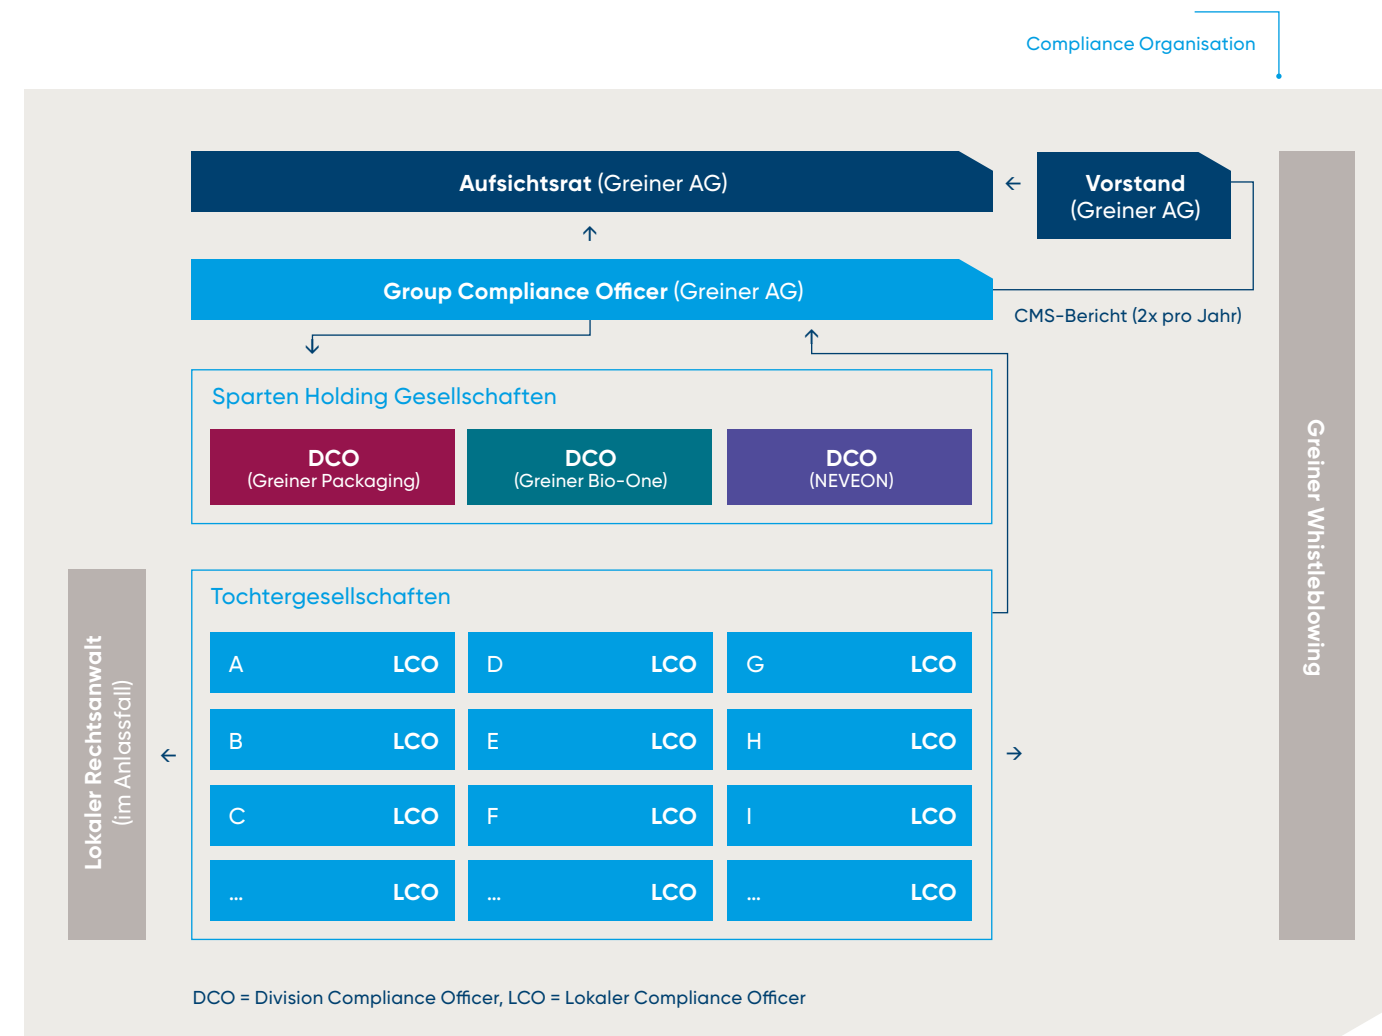 Compliance Organisation
Aufsichtsrat (Greiner AG)
Vorstand
(Greiner AG)
Group Compliance Officer (Greiner AG)
CMS-Bericht (2x pro Jahr)
Sparten Holding Gesellschaften
DCO
(Greiner Packaging)
DCO
(Greiner Bio-One)
DCO
(NEVEON)
Tochtergesellschaften
A LCO
D LCO
G LCO
B LCO
E LCO
H LCO
C LCO
F LCO
I LCO
... LCO
... LCO
... LCO
Lokaler Rechtsanwalt
(im Anlassfall)
Greiner Whistleblowing
DCO = Division Compliance Officer, LCO = Lokaler Compliance Officer